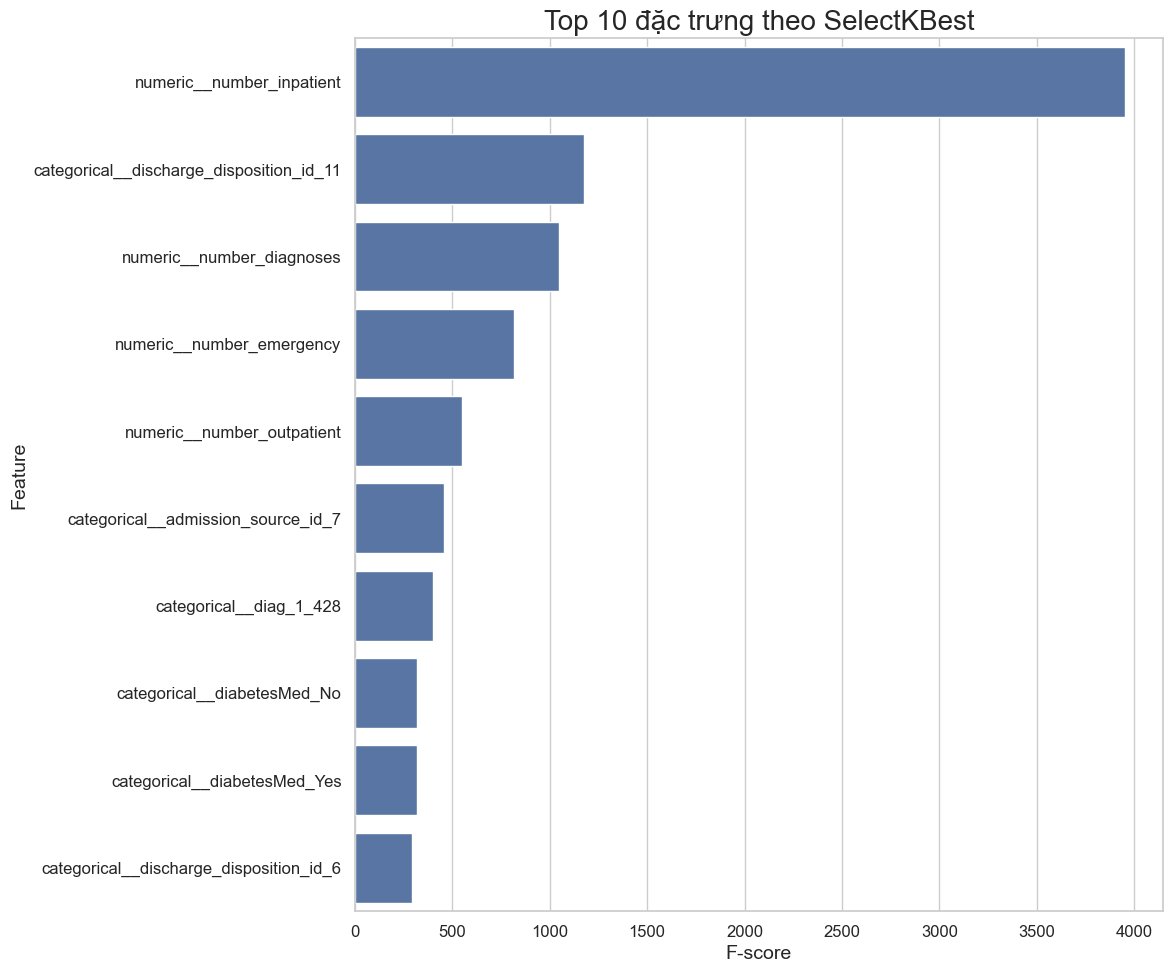 Top 10 đặc trưng theo SelectKBest
Feature
numeric__number_inpatient
categorical__discharge_disposition_id_11
numeric__number_diagnoses
numeric__number_emergency
numeric__number_outpatient
categorical__admission_source_id_7
categorical__diag_1_428
categorical__diabetesMed_No
categorical__diabetesMed_Yes
categorical__discharge_disposition_id_6
0 500 1000 1500 2000 2500 3000 3500 4000
F-score